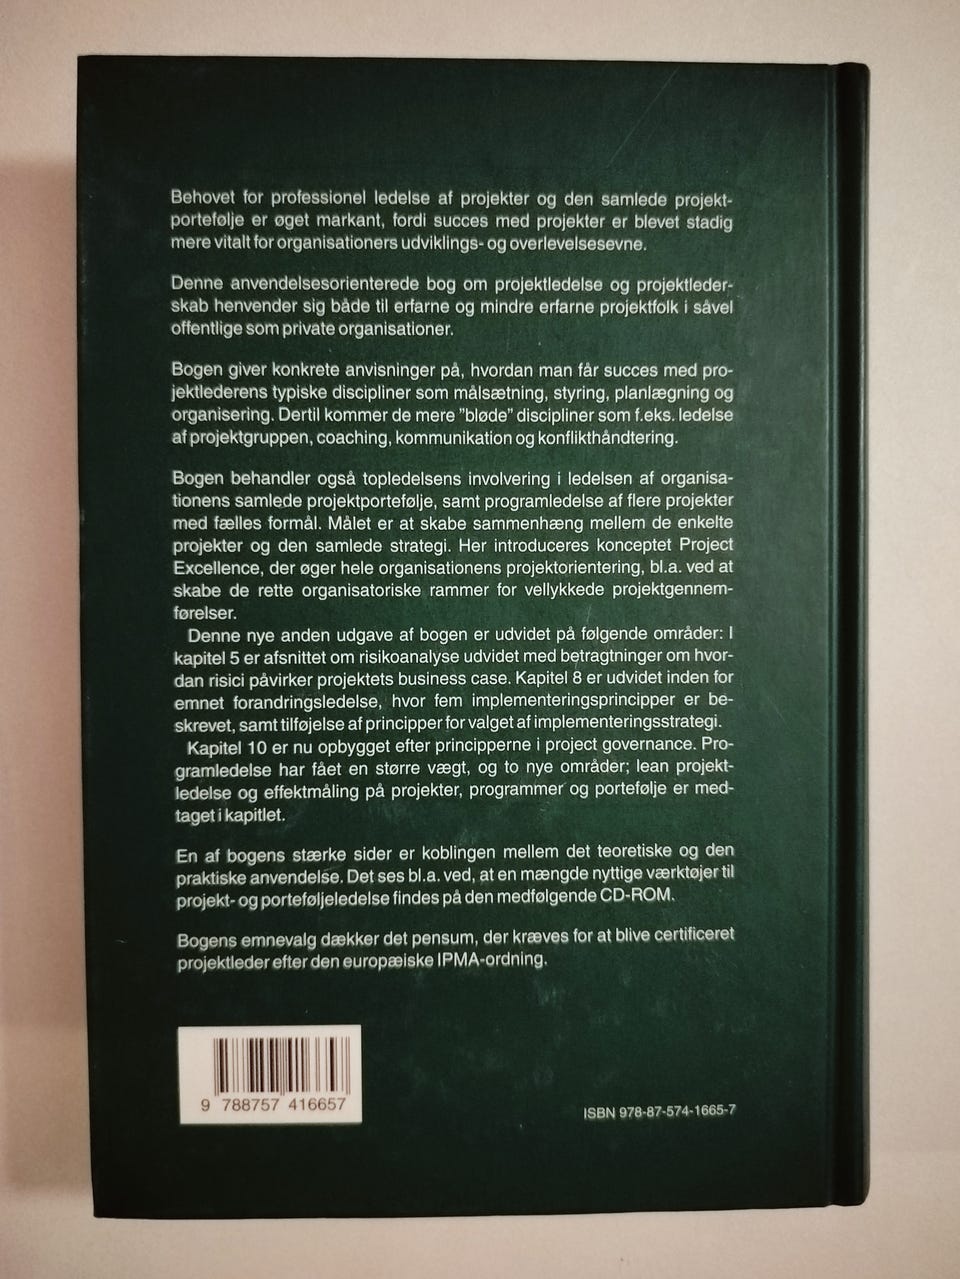 Behovet for professionel ledelse af projekter og den samlede projekt-
portefølje er øget markant, fordi succes med projekter er blevet stadig
mere vitalt for organisationers udviklings- og overlevelsesevne.
Denne anvendelsesorienterede bog om projektledelse og projektleder-
skab henvender sig både til erfarne og mindre erfarne projektfolk i såvel
offentlige som private organisationer.
Bogen giver konkrete anvisninger på, hvordan man får succes med pro-
jektlederens typiske discipliner som målsætning, styring, planlægning og
organisering. Dertil kommer de mere ”bløde” discipliner som f.eks. ledelse
af projektgruppen, coaching, kommunikation og konflikthåndtering.
Bogen behandler også topledelsens involvering i ledelsen af organisa-
tionens samlede projektportefølje, samt programledelse af flere projekter
med fælles formål. Målet er at skabe sammenhæng mellem de enkelte
projekter og den samlede strategi. Her introduceres konceptet Project
Excellence, der øger hele organisationens projektorientering, bl.a. ved at
skabe de rette organisatoriske rammer for vellykkede projektgennem-
førelser.
Denne nye anden udgave af bogen er udvidet på følgende områder: I
kapitel 5 er afsnittet om risikoanalyse udvidet med betragtninger om hvor-
dan risici påvirker projektets business case. Kapitel 8 er udvidet inden for
emnet forandringsledelse, hvor fem implementeringsprincipper er be-
skrevet, samt tilføjelse af principper for valget af implementeringsstrategi.
Kapitel 10 er nu opbygget efter principperne i project governance. Pro-
gramledelse har fået en større vægt, og to nye områder; lean projekt-
ledelse og effektmåling på projekter, programmer og portefølje er med-
taget i kapitlet.
En af bogens stærke sider er koblingen mellem det teoretiske og den
praktiske anvendelse. Det ses bl.a. ved, at en mængde nyttige værktøjer til
projekt- og porteføljeledelse findes på den medfølgende CD-ROM.
Bogens emnevalg dækker det pensum, der kræves for at blive certificeret
projektleder efter den europæiske IPMA-ordning.
9 788757 416657
ISBN 978-87-574-1665-7